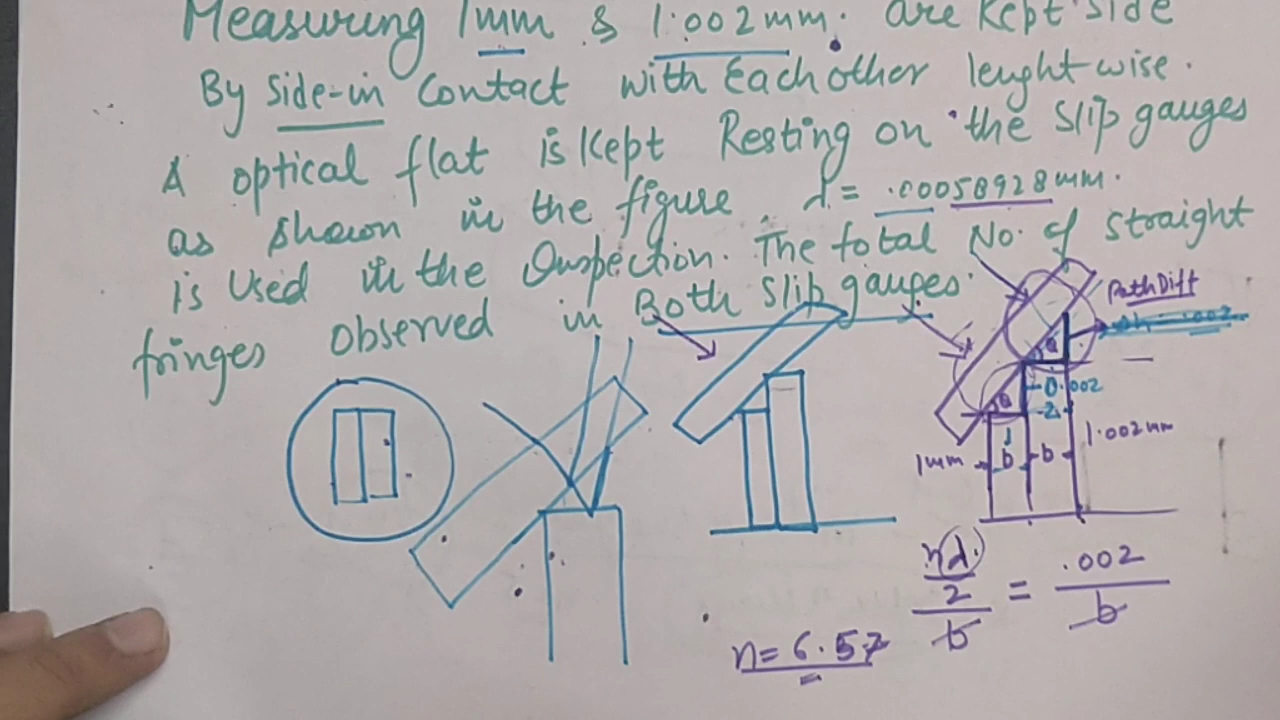 Measuring 1mm & 1.002mm. are Kept Side
By Side-in Contact with Each other lenght wise.
A optical flat is Kept Resting on the Slip gauges
as shown in the figure. λ = .00058928mm.
is Used in the Inspection. The total No. of straight
fringes observed in Both Slip gauges.
Path Diff
θ
0.002
2
θ
1.002mm
1mm
b
b
nλ
2
b
=
.002
b
n=6.57